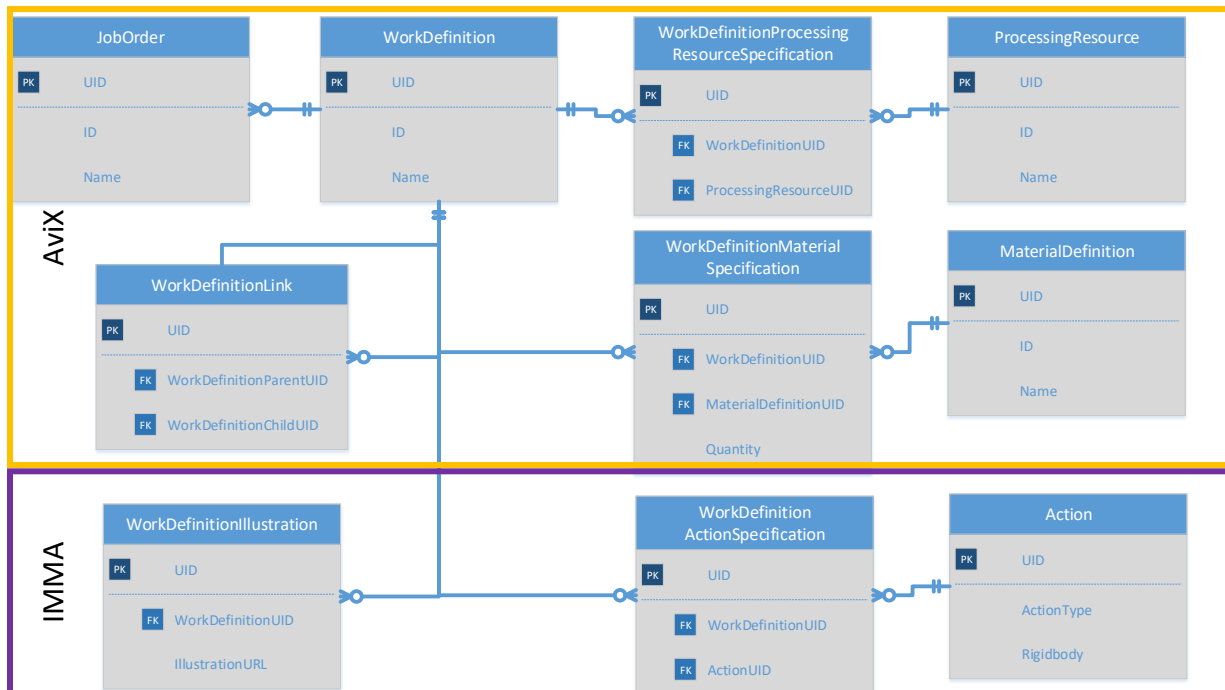 AviX
JobOrder
PK UID
ID
Name
WorkDefinition
PK UID
ID
Name
WorkDefinitionProcessing
ResourceSpecification
PK UID
FK WorkDefinitionUID
FK ProcessingResourceUID
ProcessingResource
PK UID
ID
Name
WorkDefinitionLink
PK UID
FK WorkDefinitionParentUID
FK WorkDefinitionChildUID
WorkDefinitionMaterial
Specification
PK UID
FK WorkDefinitionUID
FK MaterialDefinitionUID
Quantity
MaterialDefinition
PK UID
ID
Name
IMMA
WorkDefinitionIllustration
PK UID
FK WorkDefinitionUID
IllustrationURL
WorkDefinition
ActionSpecification
PK UID
FK WorkDefinitionUID
FK ActionUID
Action
PK UID
ActionType
Rigidbody